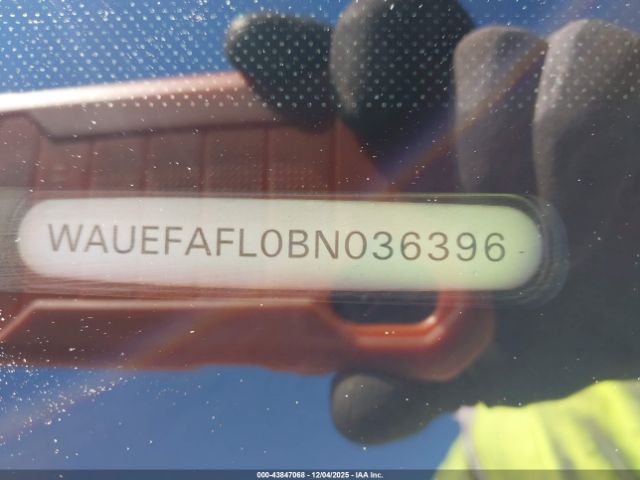 WAUEFAFL0BN036396
000-43847068 - 12/04/2025 - IAA Inc.